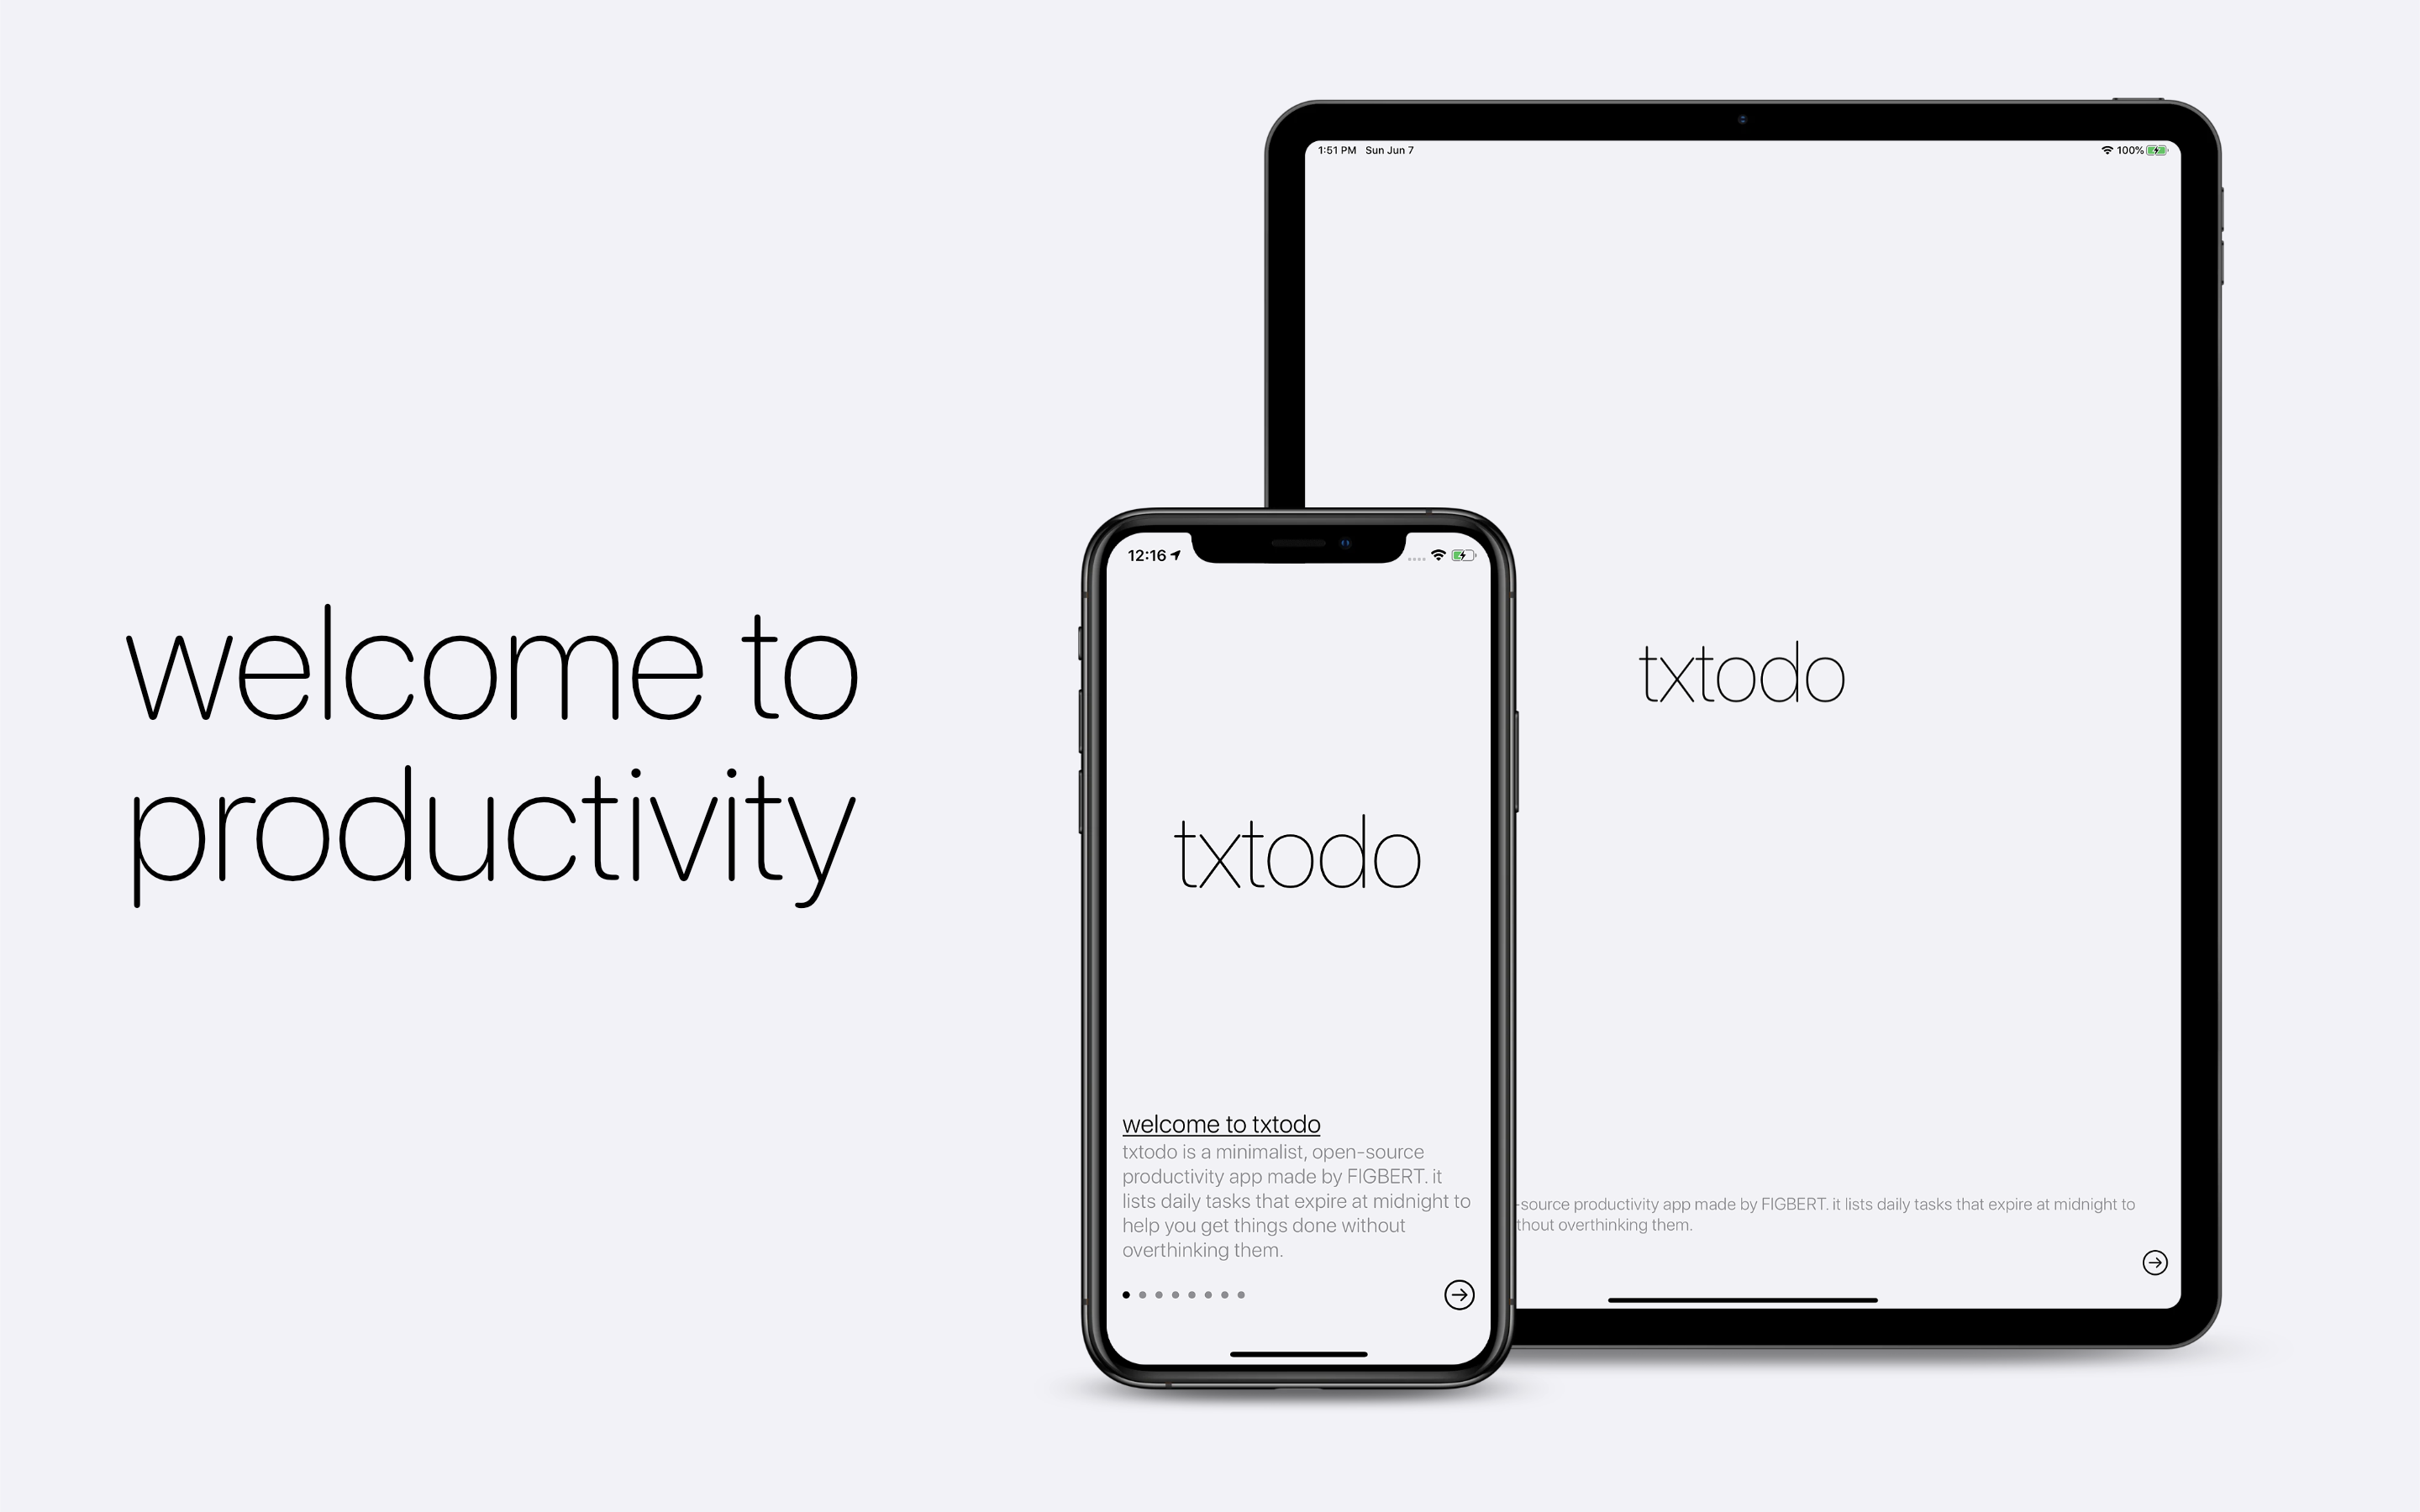 welcome to
productivity
1:51 PM Sun Jun 7
100%
txtodo
-source productivity app made by FIGBERT. it lists daily tasks that expire at midnight to
thout overthinking them.
12:16
txtodo
welcome to txtodo
txtodo is a minimalist, open-source
productivity app made by FIGBERT. it
lists daily tasks that expire at midnight to
help you get things done without
overthinking them.